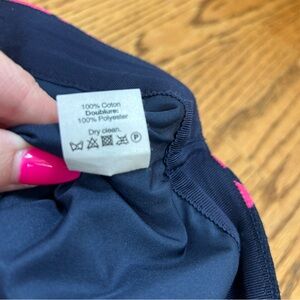 100% Coton
Doublure:
100% Polyester
Dry clean.
P